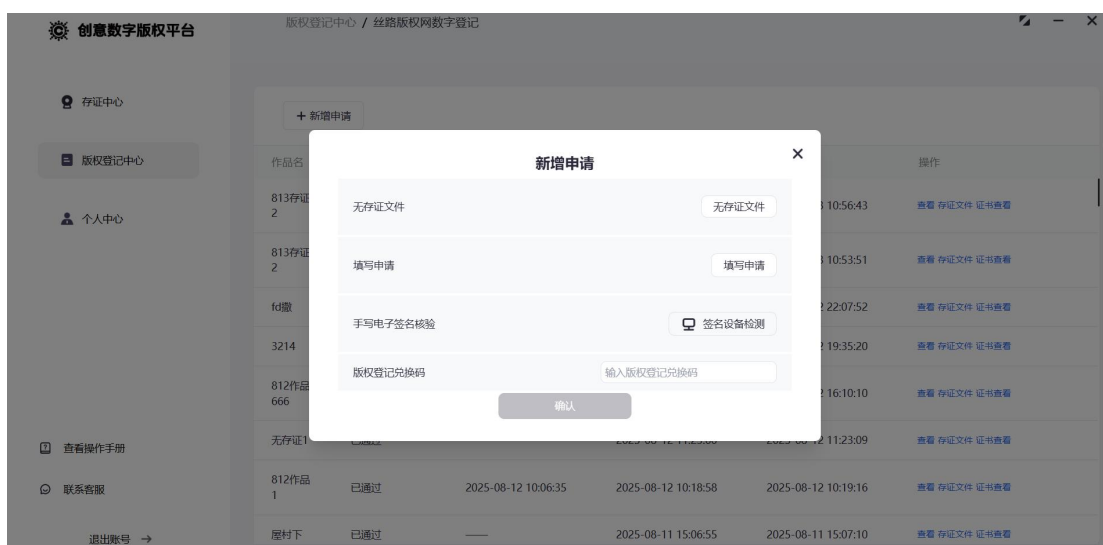 创意数字版权平台
版权登记中心 / 丝路版权网数字登记
存证中心
版权登记中心
个人中心
查看操作手册
联系客服
退出账号 →
+ 新增申请
作品名
操作
新增申请
无存证文件
无存证文件
填写申请
填写申请
手写电子签名核验
签名设备检测
版权登记兑换码
输入版权登记兑换码
确认
813存证
2
10:56:43
查看 存证文件 证书查看
813存证
2
10:53:51
查看 存证文件 证书查看
fd撒
22:07:52
查看 存证文件 证书查看
3214
19:35:20
查看 存证文件 证书查看
812作品
666
16:10:10
查看 存证文件 证书查看
无存证1
11:23:09
查看 存证文件 证书查看
812作品
1
已通过
2025-08-12 10:06:35
2025-08-12 10:18:58
2025-08-12 10:19:16
查看 存证文件 证书查看
屋村下
已通过
——
2025-08-11 15:06:55
2025-08-11 15:07:10
查看 存证文件 证书查看